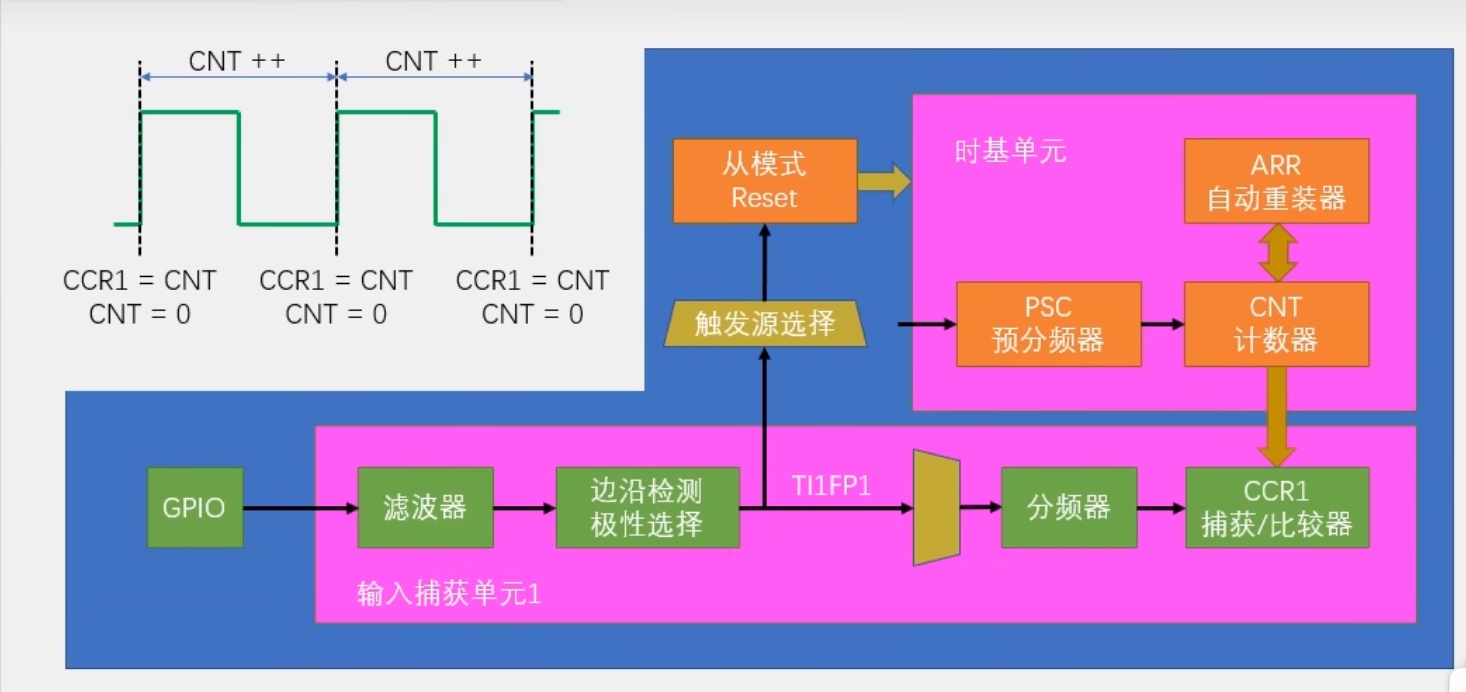 CNT ++
CNT ++
CCR1 = CNT
CNT = 0
CCR1 = CNT
CNT = 0
CCR1 = CNT
CNT = 0
从模式
Reset
时基单元
ARR
自动重装器
触发源选择
PSC
预分频器
CNT
计数器
GPIO
滤波器
边沿检测
极性选择
TI1FP1
分频器
CCR1
捕获/比较器
输入捕获单元1